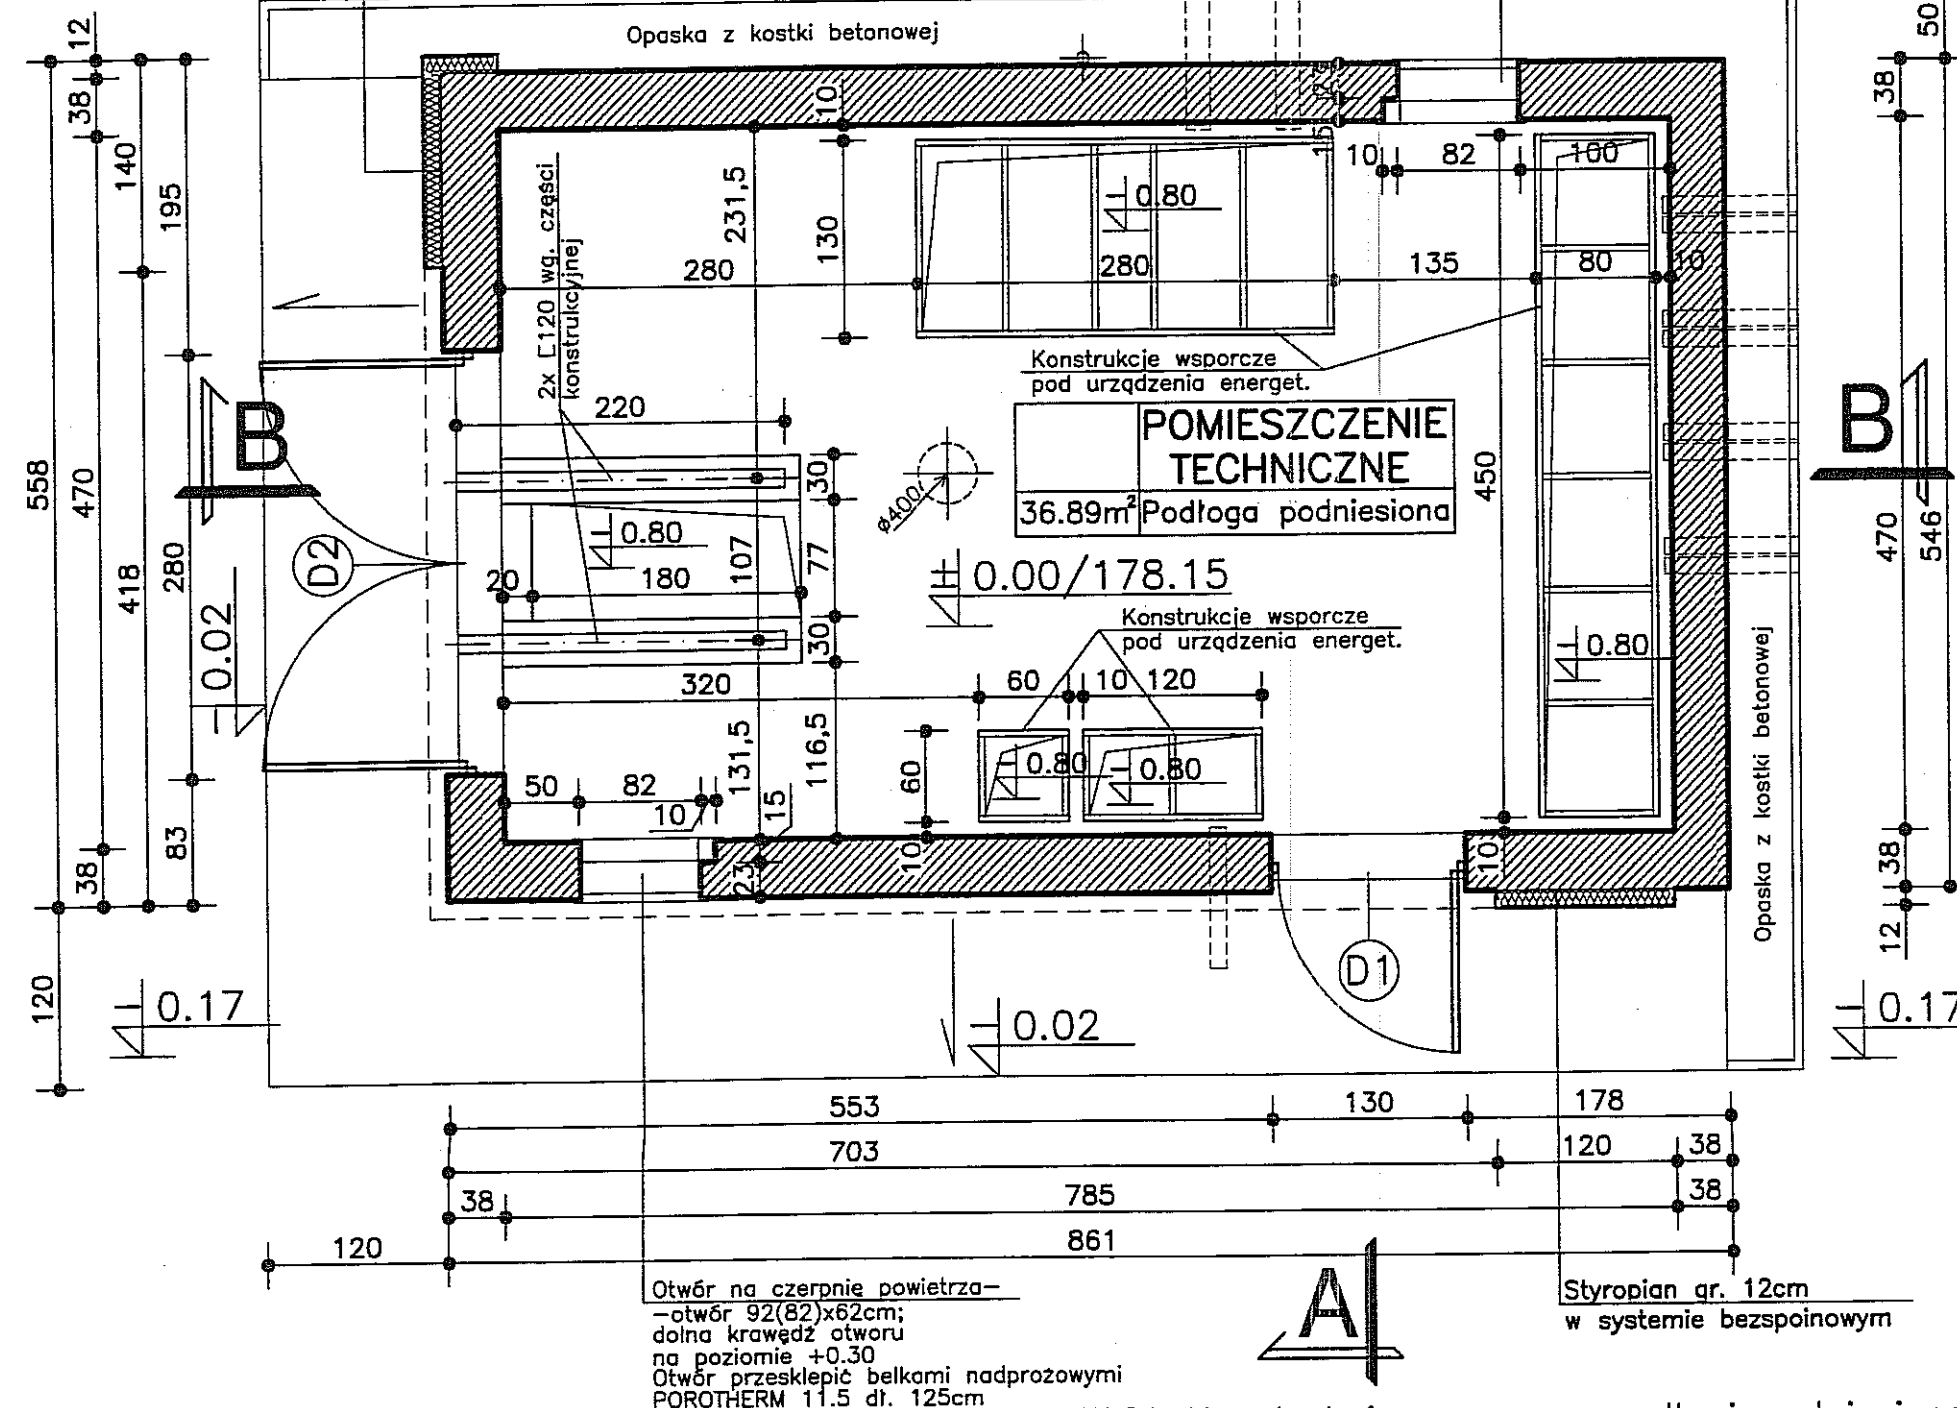 Opaska z kostki betonowej
12
38
140
195
558
470
418
280
83
38
120
50
38
470
546
38
12
B
B
D2
-0.02
-0.17
2x [120 wg. części
konstrukcyjnej
10
231,5
130
280
280
135
80
10
15
10
82
100
-0.80
Konstrukcje wsporcze
pod urządzenia energet.
220
30
77
30
107
-0.80
20
180
ø400
POMIESZCZENIE
TECHNICZNE
36.89m² Podłoga podniesiona
450
± 0.00/178.15
Konstrukcje wsporcze
pod urządzenia energet.
320
60
10
120
131,5
116,5
60
-0.80
-0.80
-0.80
50
82
10
15
23
10
10
Opaska z kostki betonowej
D1
-0.02
-0.17
553
130
178
703
120
38
38
785
38
120
861
Otwór na czerpnię powietrza-
-otwór 92(82)x62cm;
dolna krawędź otworu
na poziomie +0.30
Otwór przesklepić belkami nadprożowymi
POROTHERM 11.5 dł. 125cm
A
Styropian gr. 12cm
w systemie bezspoinowym